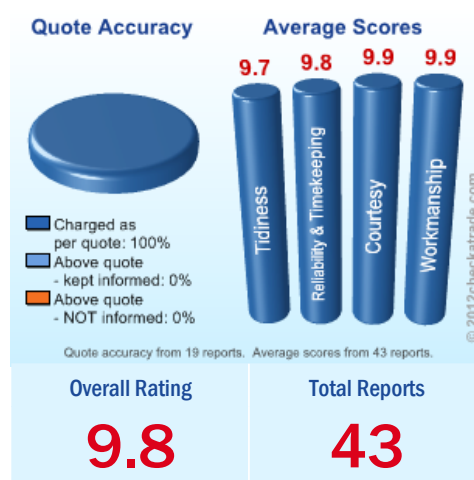 Quote Accuracy
Charged as
per quote: 100%
Above quote
- kept informed: 0%
Above quote
- NOT informed: 0%
Average Scores
9.7 9.8 9.9 9.9
Tidiness
Reliability & Timekeeping
Courtesy
Workmanship
© 2012checkatrade.com
Quote accuracy from 19 reports. Average scores from 43 reports.
Overall Rating
9.8
Total Reports
43